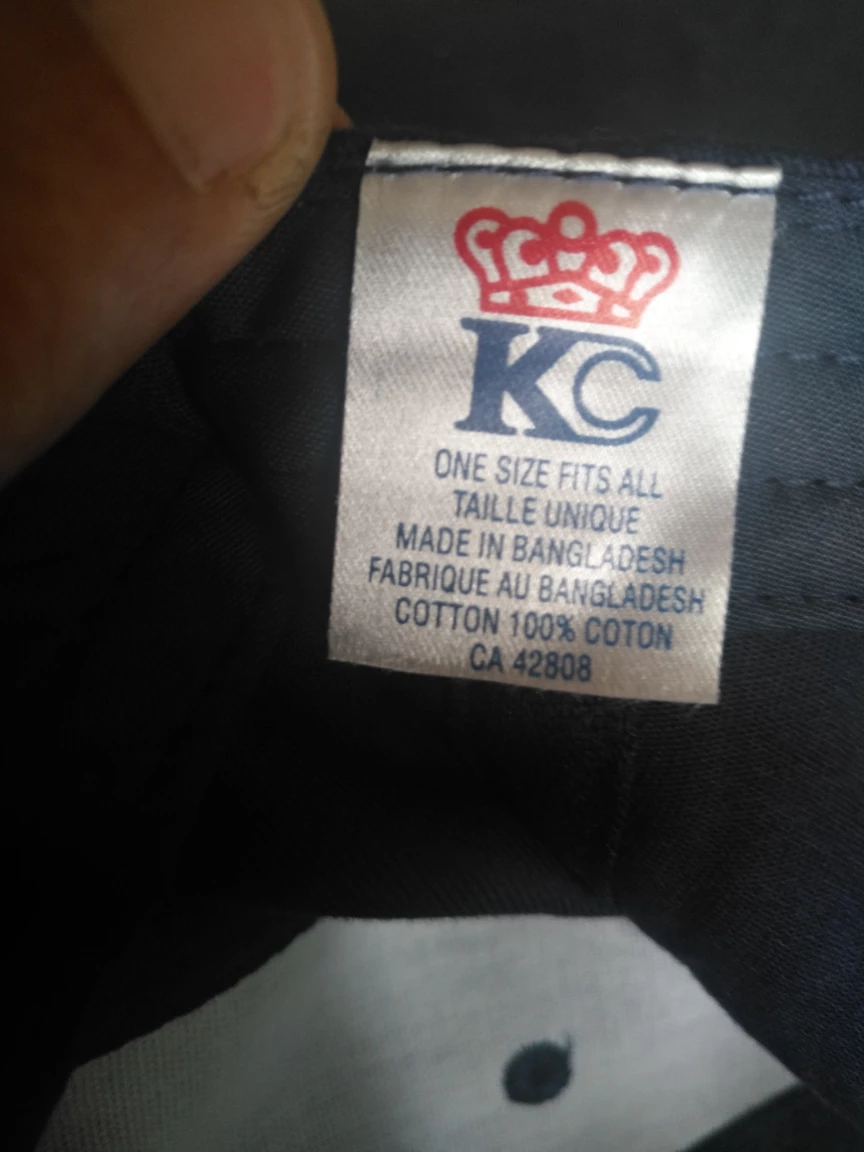 KC
ONE SIZE FITS ALL
TAILLE UNIQUE
MADE IN BANGLADESH
FABRIQUE AU BANGLADESH
COTTON 100% COTON
CA 42808